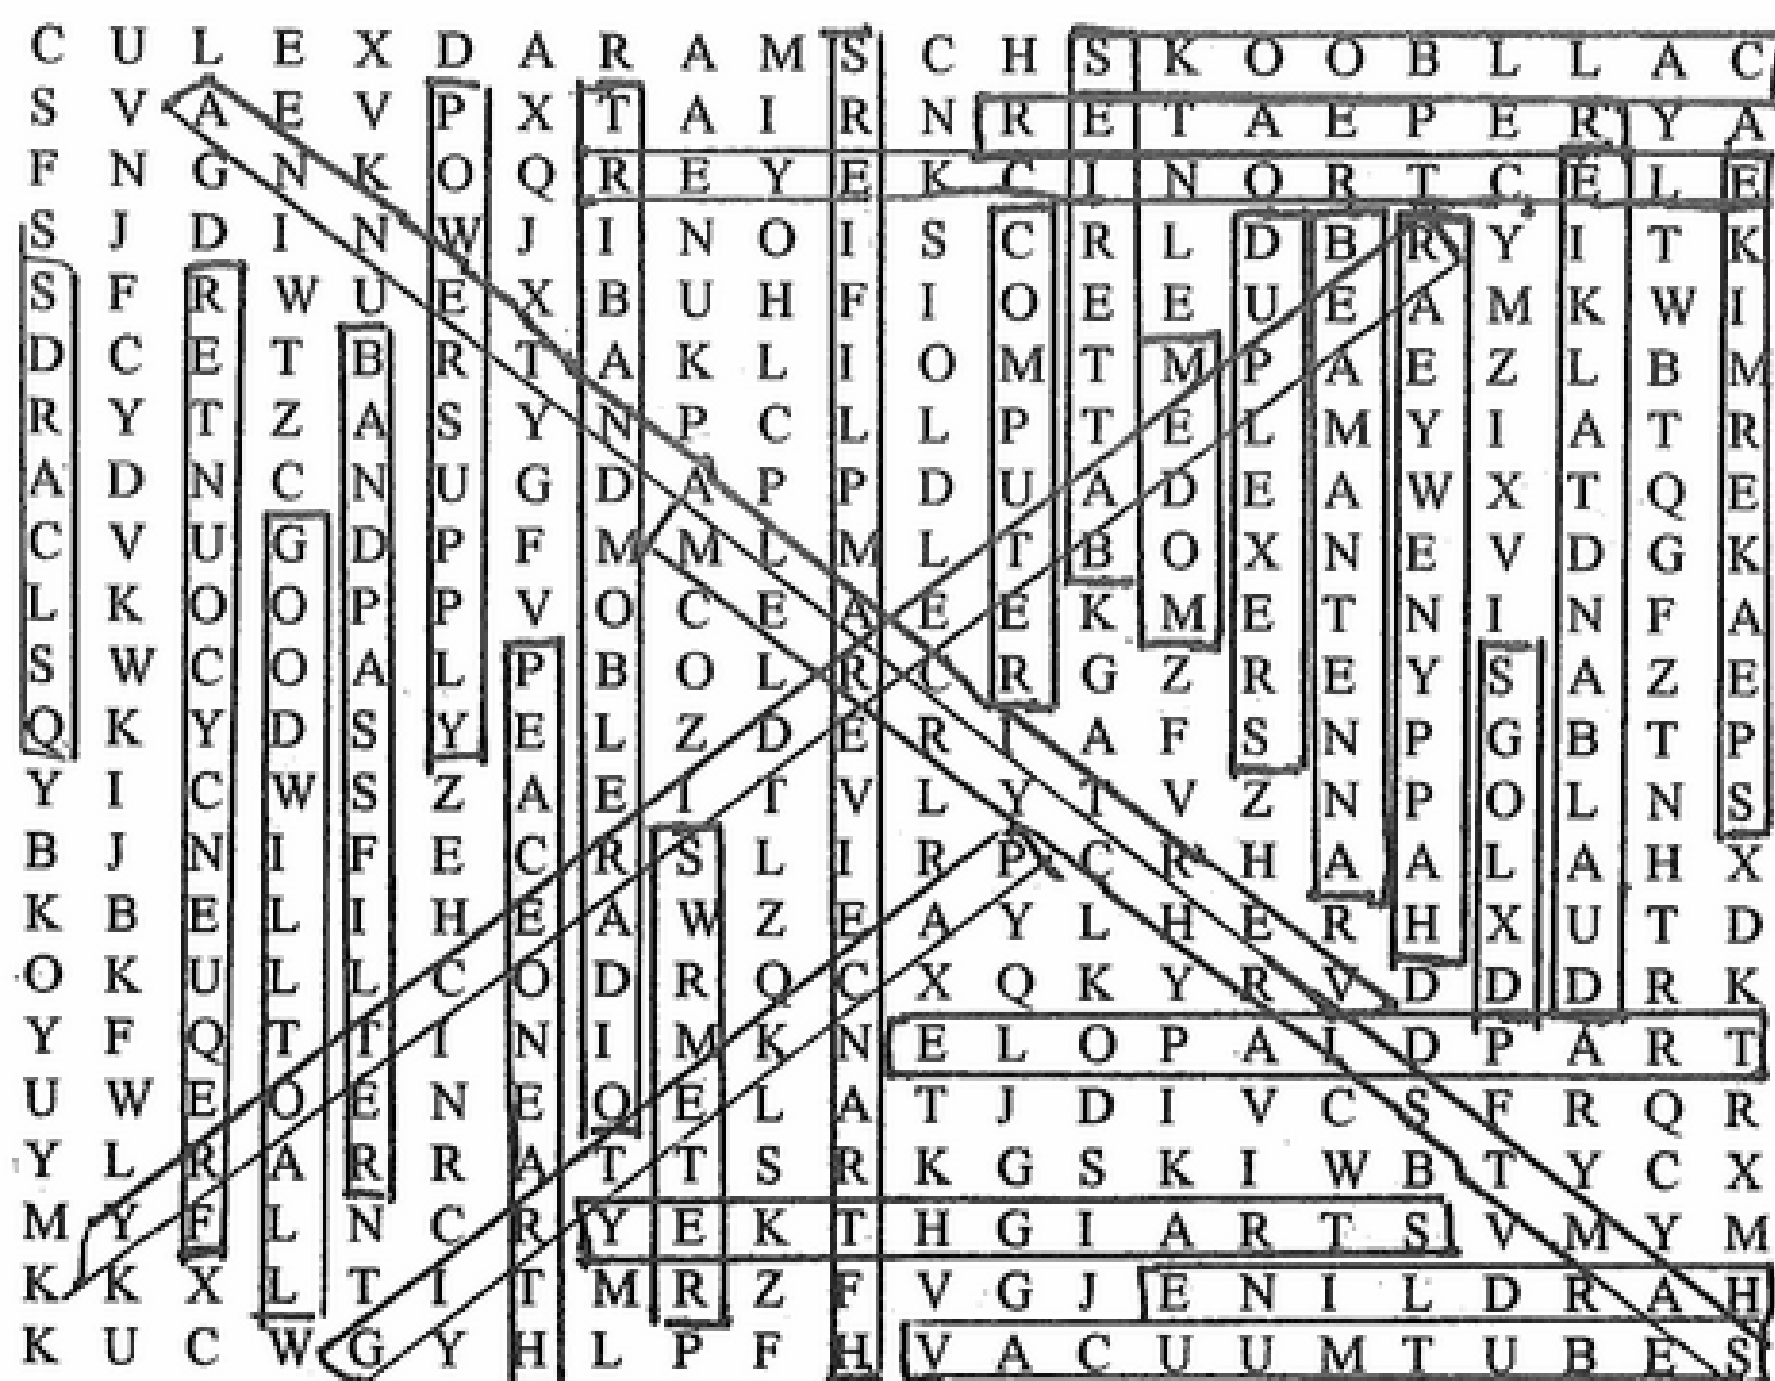 C U L E X D A R A M S C H S K O O B L L A C
S V A E V P X T A I R N R E T A E P E R Y A
F N G N K O Q R E Y E K C I N O R T C E L E
S J D I N W J I N O I S C R L D B R Y I T K
S F R W U E X B U H F I O E E U E A M K W I
D C E T B R T A K L I O M T M P A E Z L B M
R Y T Z A S Y N P C L L P T E L M Y I A T R
A D N C N U G D A P P D U A D E A W X T Q E
C V U G D P F M M L M L T B O X N E V D G K
L K O O P P V O C E A E E K M E T N I N F A
S W C O A L P B O L R C R G Z R E Y S A Z E
Q K Y D S Y E L Z D E R I A F S N P G B T P
Y I C W S Z A E I T V L Y T V Z N P O L N S
B J N I F E C R S L I R P C R H A A L A H X
K B E L I H E A W Z E A Y L H E R H X U T D
O K U L L C O D R Q C X Q K Y R V D D D R K
Y F Q T T I N I M K N E L O P A I D P A R T
U W E O E N E O E L A T J D I V C S F R Q R
Y L R A R R A T T S R K G S K I W B T Y C X
M Y F L N C R Y E K T H G I A R T S V M Y M
K K X L T I T M R Z F V G J E N I L D R A H
K U C W G Y H L P F H V A C U U M T U B E S